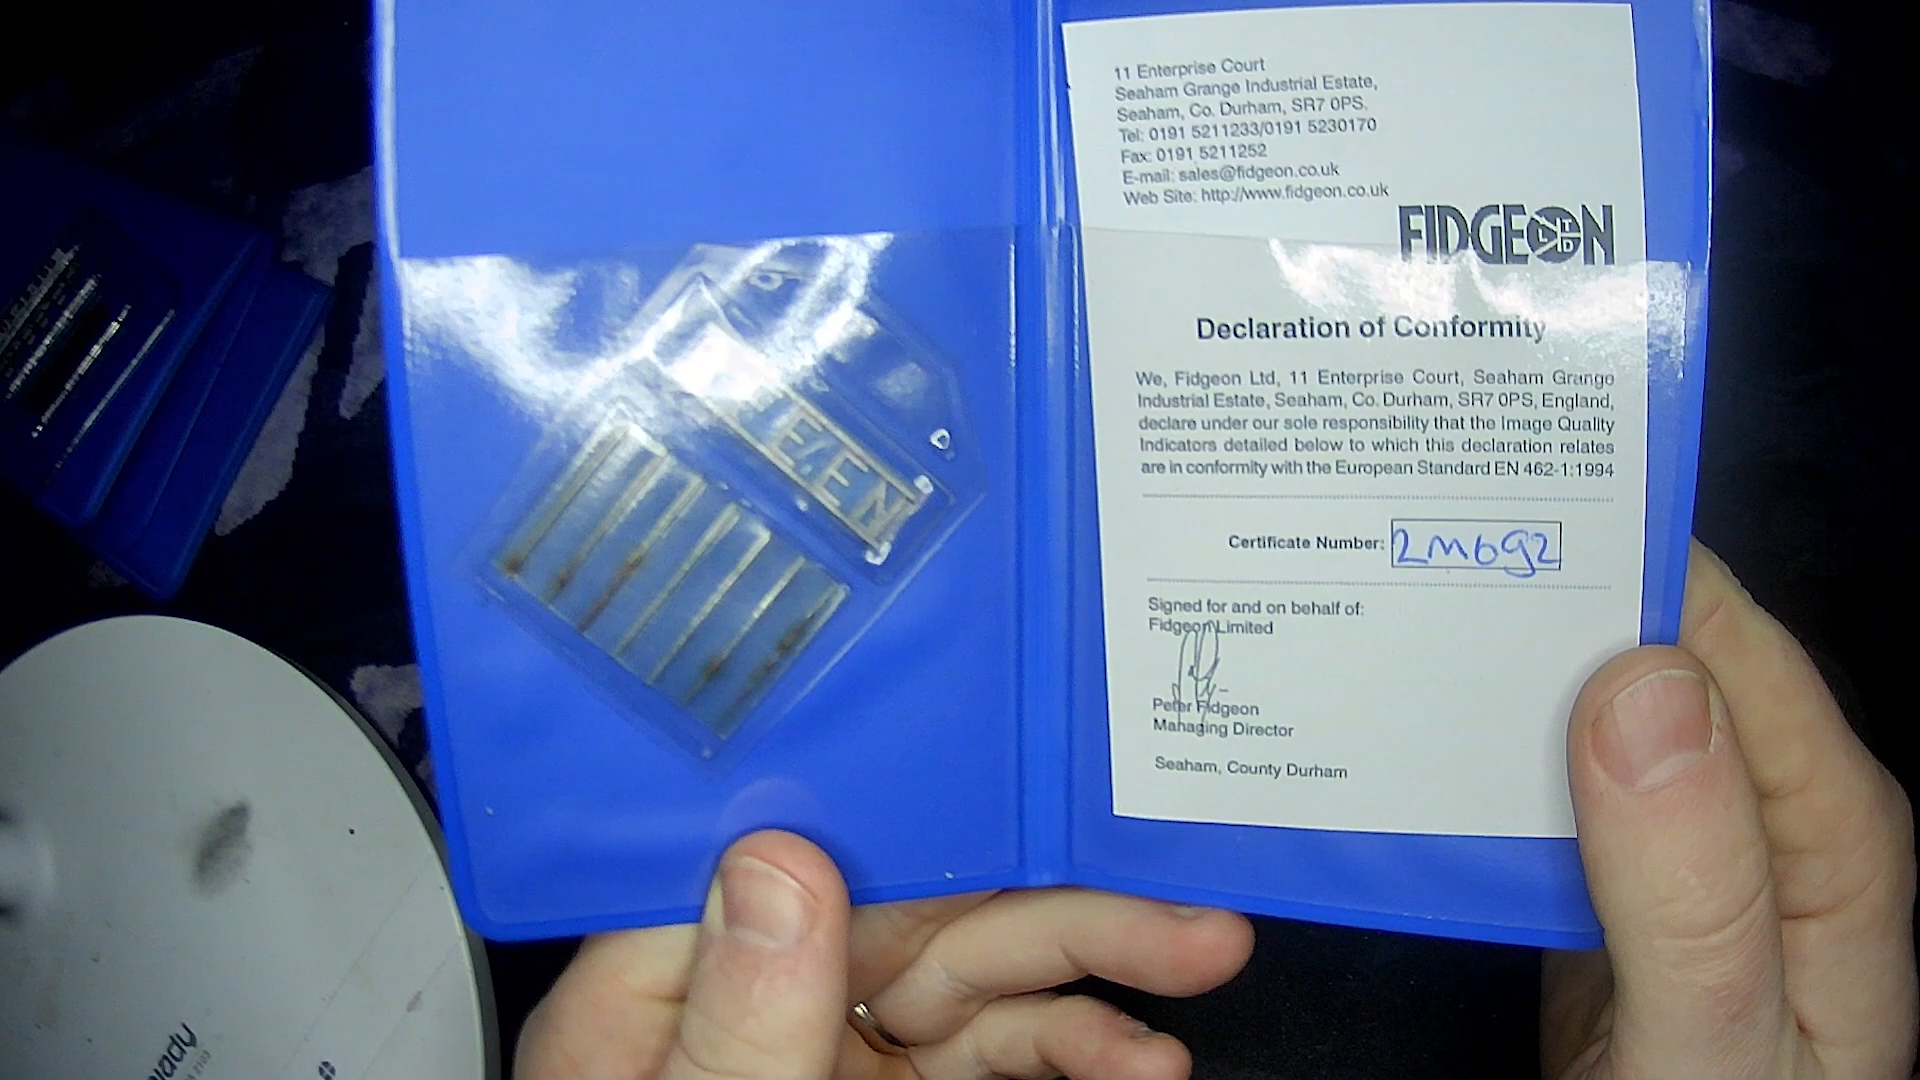 11 Enterprise Court
Seaham Grange Industrial Estate,
Seaham, Co. Durham, SR7 0PS.
Tel: 0191 5211233/0191 5230170
Fax: 0191 5211252
E-mail: sales@fidgeon.co.uk
Web Site: http://www.fidgeon.co.uk
FIDGEON
LTD
Declaration of Conformity
We, Fidgeon Ltd, 11 Enterprise Court, Seaham Grange
Industrial Estate, Seaham, Co. Durham, SR7 0PS, England,
declare under our sole responsibility that the Image Quality
Indicators detailed below to which this declaration relates
are in conformity with the European Standard EN 462-1:1994
Certificate Number: 2M692
Signed for and on behalf of:
Fidgeon Limited
Peter Fidgeon
Managing Director
Seaham, County Durham
EN